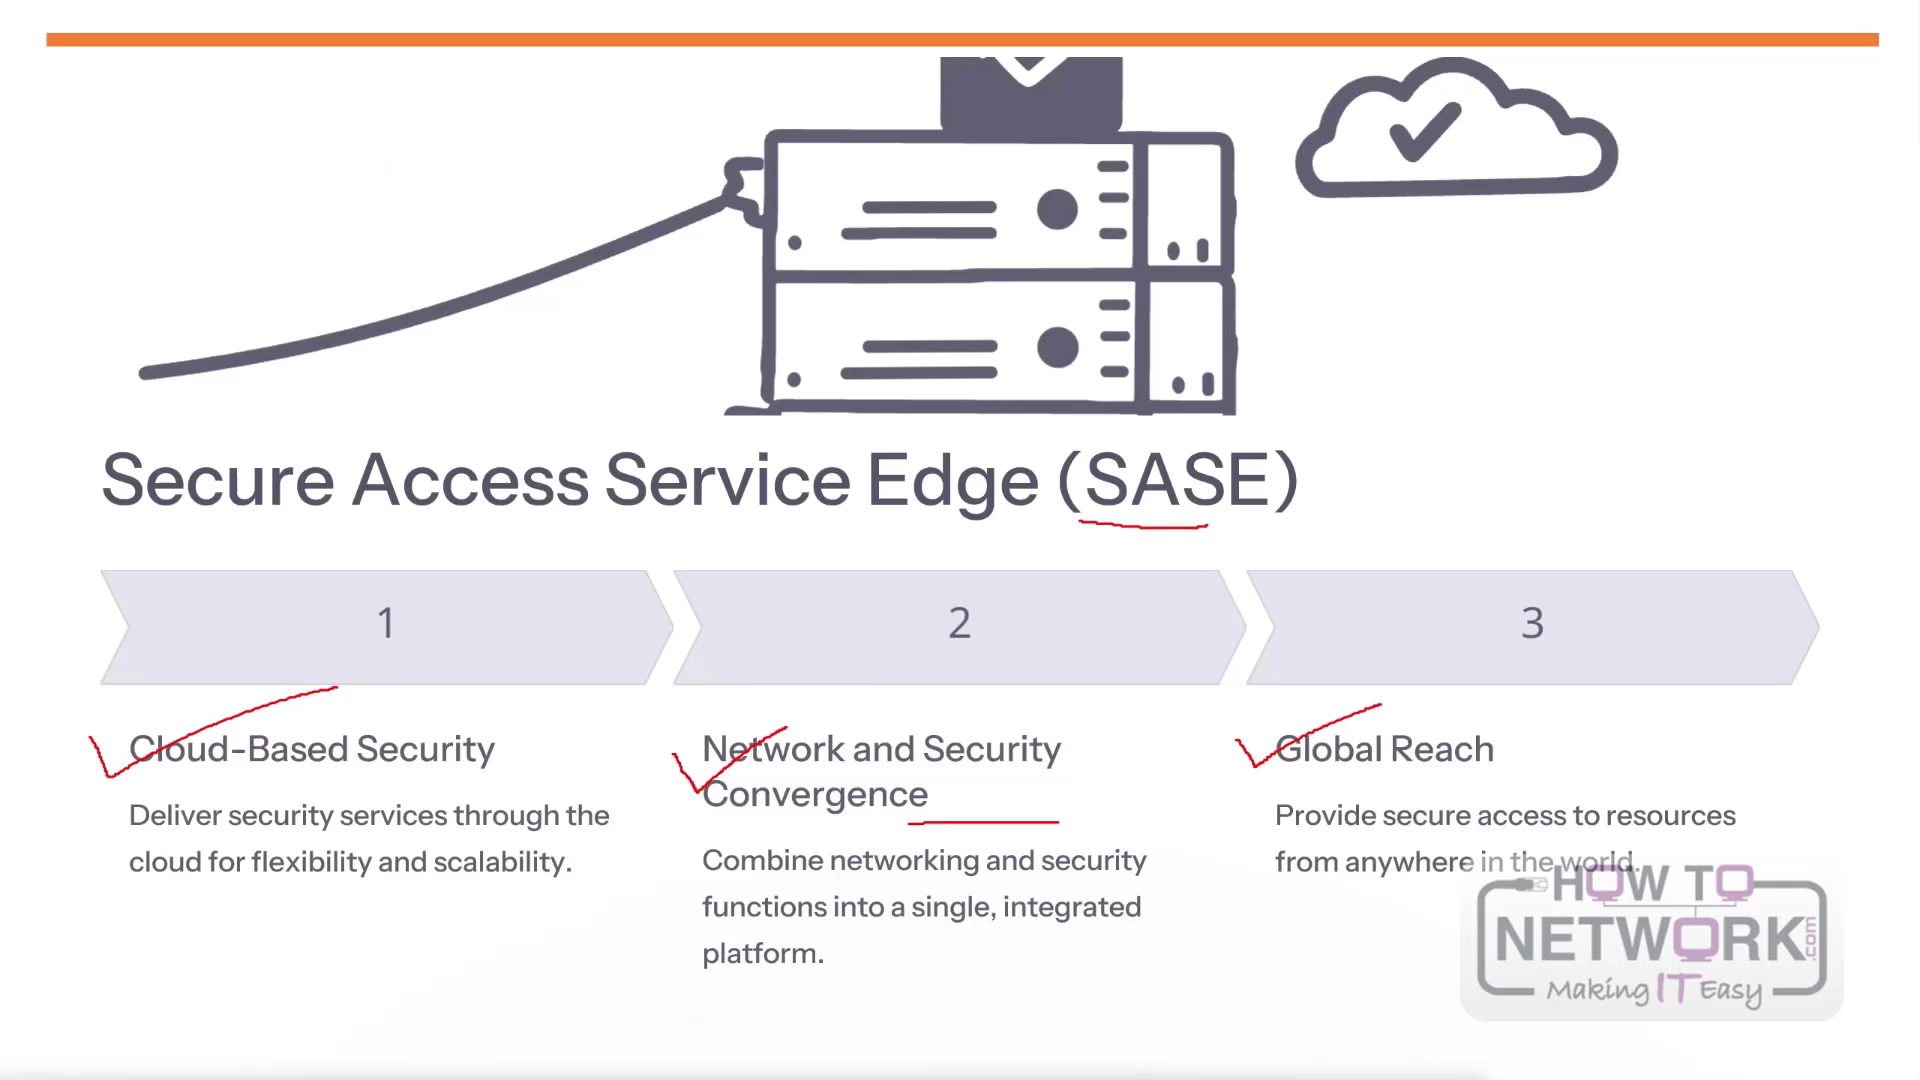 Secure Access Service Edge (SASE)
1
2
3
Cloud-Based Security
Deliver security services through the
cloud for flexibility and scalability.
Network and Security
Convergence
Combine networking and security
functions into a single, integrated
platform.
Global Reach
Provide secure access to resources
from anywhere in the world.
HOW TO
NETWORK.com
Making IT Easy